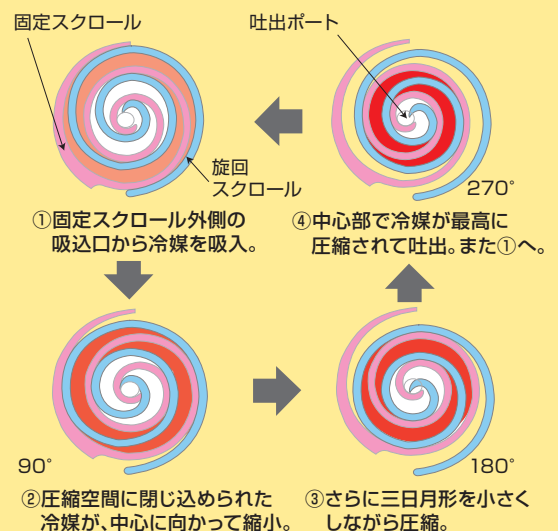 固定スクロール
吐出ポート
旋回
スクロール
①固定スクロール外側の
吸込口から冷媒を吸入。
270°
④中心部で冷媒が最高に
圧縮されて吐出。また①へ。
90°
②圧縮空間に閉じ込められた
冷媒が、中心に向かって縮小。
180°
③さらに三日月形を小さく
しながら圧縮。